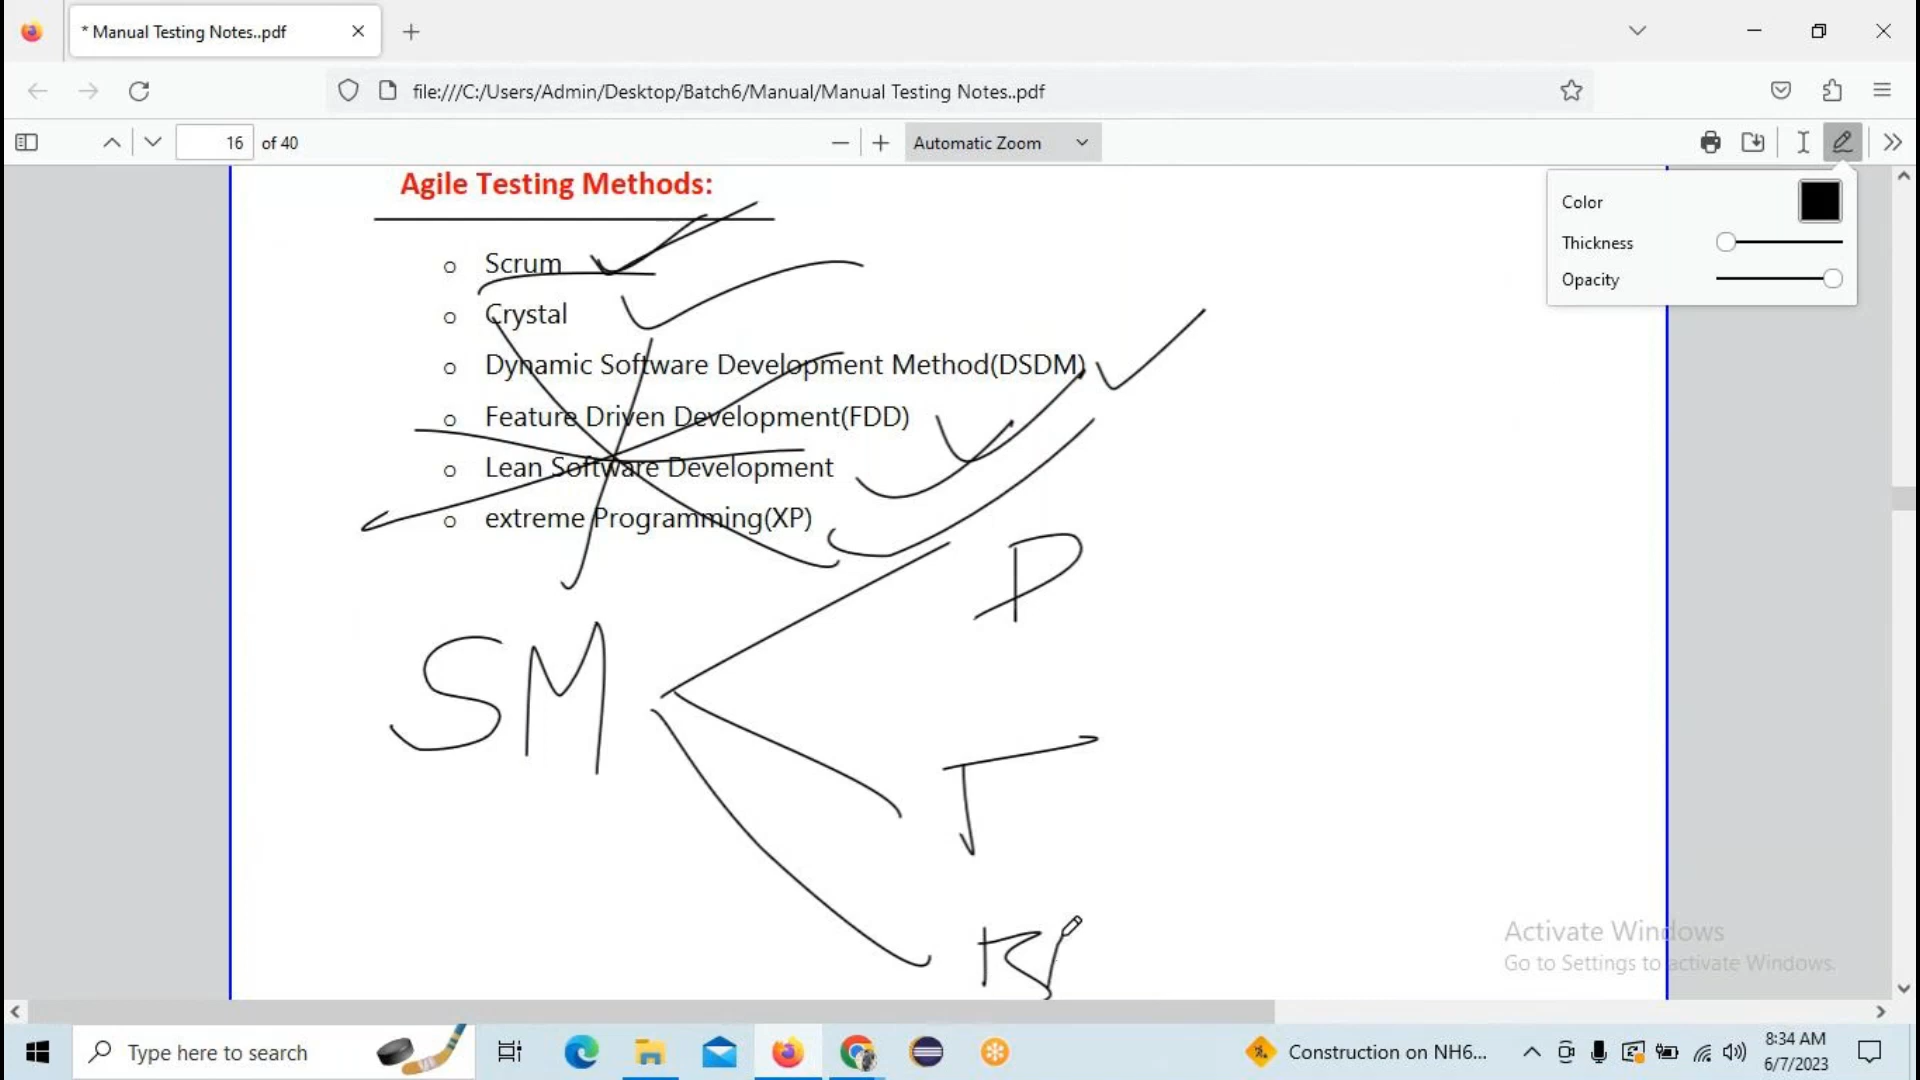 * Manual Testing Notes..pdf
file:///C:/Users/Admin/Desktop/Batch6/Manual/Manual Testing Notes..pdf
16 of 40
Automatic Zoom
Color
Thickness
Opacity
Agile Testing Methods:
Scrum
Crystal
Dynamic Software Development Method(DSDM)
Feature Driven Development(FDD)
Lean Software Development
extreme Programming(XP)
SM
D
T
Activate Windows
Go to Settings to activate Windows.
Type here to search
Construction on NH6...
8:34 AM
6/7/2023